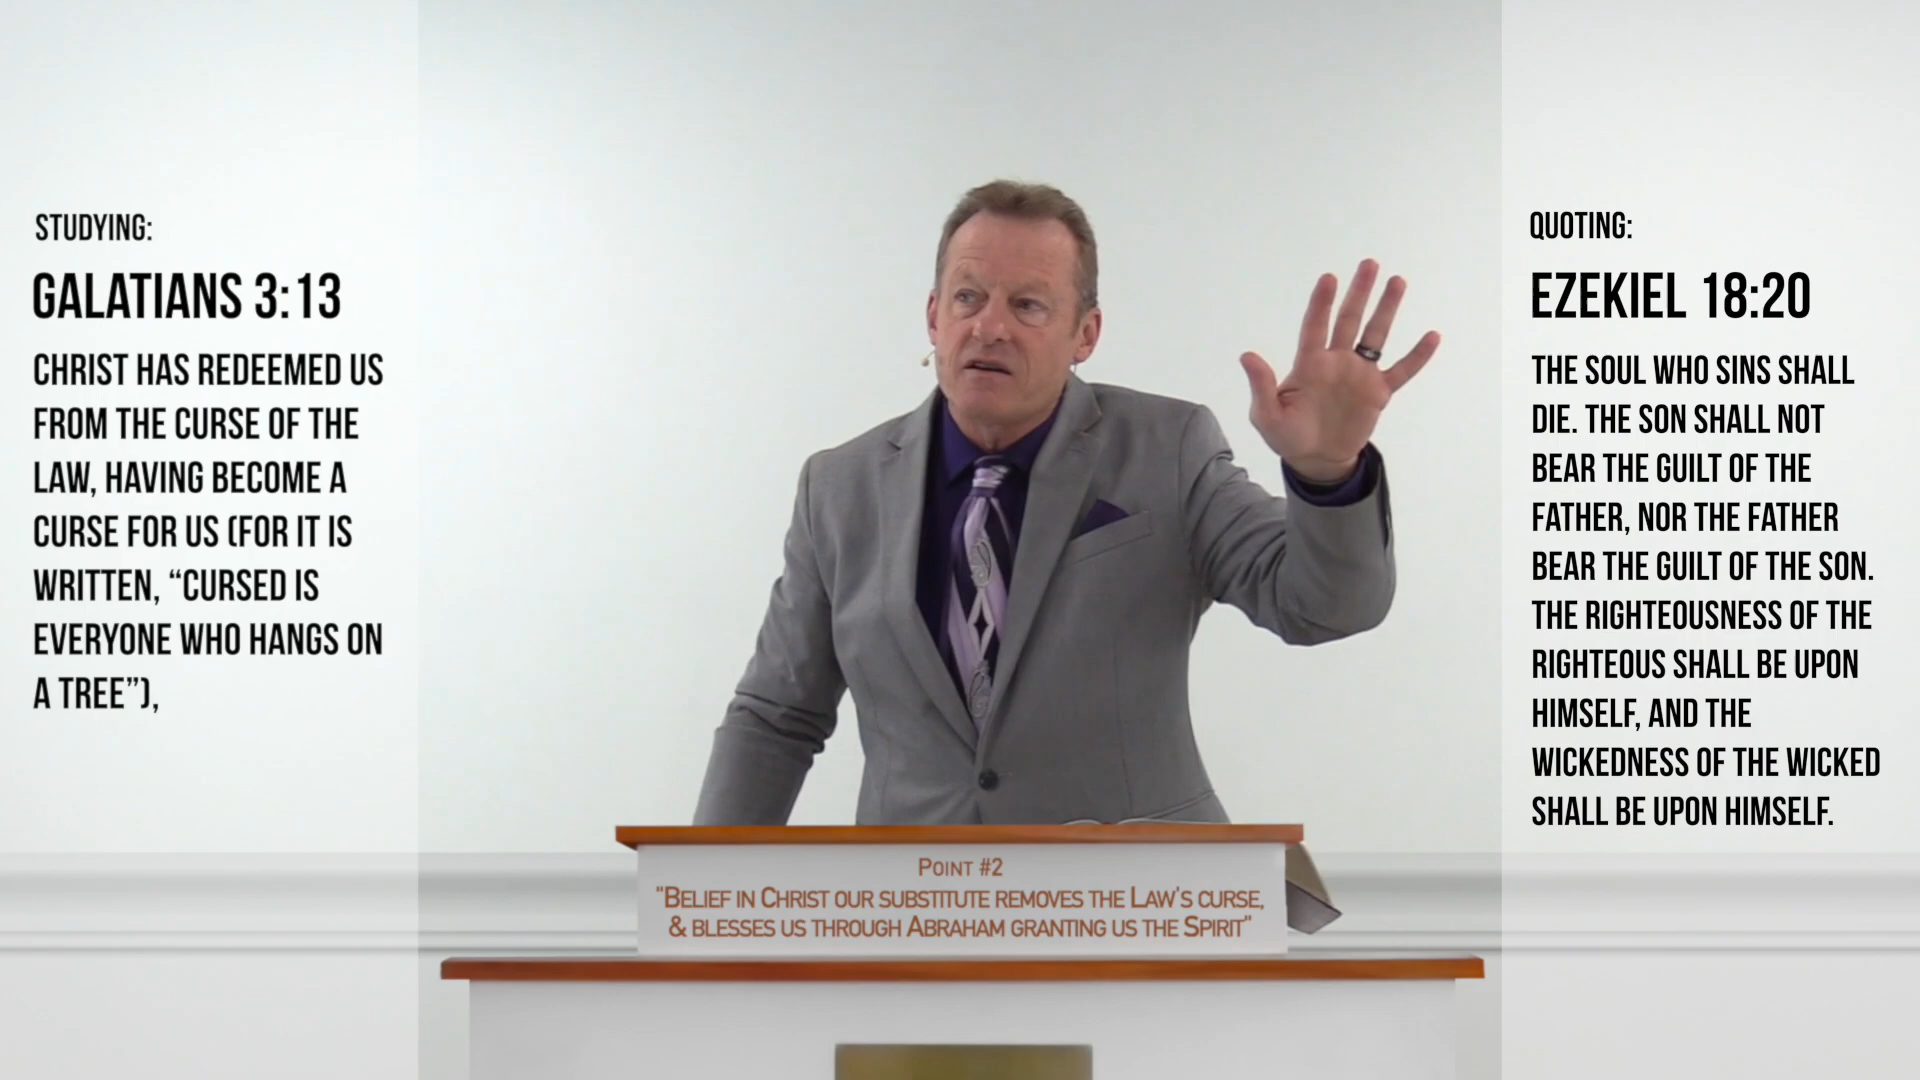 STUDYING:
GALATIANS 3:13
CHRIST HAS REDEEMED US
FROM THE CURSE OF THE
LAW, HAVING BECOME A
CURSE FOR US (FOR IT IS
WRITTEN, “CURSED IS
EVERYONE WHO HANGS ON
A TREE”),
POINT #2
"BELIEF IN CHRIST OUR SUBSTITUTE REMOVES THE LAW'S CURSE,
& BLESSES US THROUGH ABRAHAM GRANTING US THE SPIRIT"
QUOTING:
EZEKIEL 18:20
THE SOUL WHO SINS SHALL
DIE. THE SON SHALL NOT
BEAR THE GUILT OF THE
FATHER, NOR THE FATHER
BEAR THE GUILT OF THE SON.
THE RIGHTEOUSNESS OF THE
RIGHTEOUS SHALL BE UPON
HIMSELF, AND THE
WICKEDNESS OF THE WICKED
SHALL BE UPON HIMSELF.